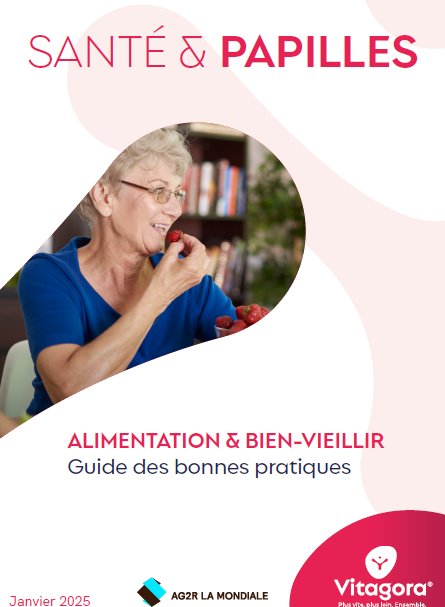 SANTÉ & PAPILLES
ALIMENTATION & BIEN-VIEILLIR
Guide des bonnes pratiques
Janvier 2025
AG2R LA MONDIALE
Vitagora®
Plus vite, plus loin, Ensemble.